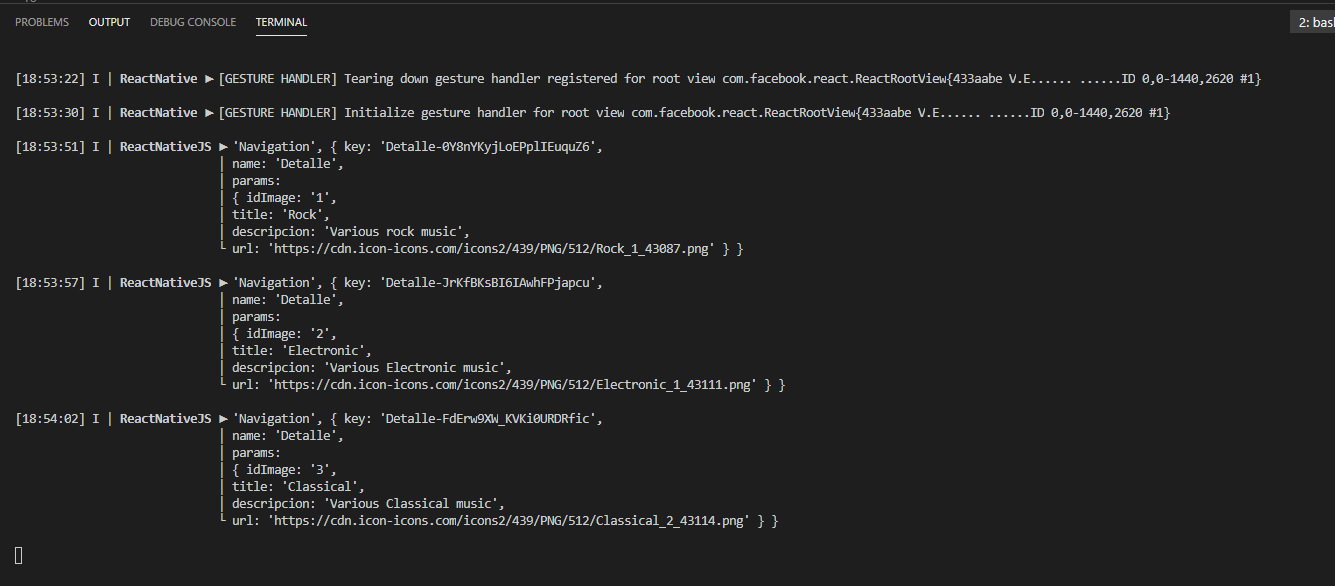 PROBLEMS OUTPUT DEBUG CONSOLE TERMINAL 2: bas
[18:53:22] I | ReactNative ▶ [GESTURE HANDLER] Tearing down gesture handler registered for root view com.facebook.react.ReactRootView{433aabe V.E...... ......ID 0,0-1440,2620 #1}
[18:53:30] I | ReactNative ▶ [GESTURE HANDLER] Initialize gesture handler for root view com.facebook.react.ReactRootView{433aabe V.E...... ......ID 0,0-1440,2620 #1}
[18:53:51] I | ReactNativeJS ▶ 'Navigation', { key: 'Detalle-0Y8nYKyjLoEPplIEuquZ6',
│ name: 'Detalle',
│ params:
│ { idImage: '1',
│ title: 'Rock',
│ descripcion: 'Various rock music',
└ url: 'https://cdn.icon-icons.com/icons2/439/PNG/512/Rock_1_43087.png' } }
[18:53:57] I | ReactNativeJS ▶ 'Navigation', { key: 'Detalle-JrKfBKsBI6IAwhFPjapcu',
│ name: 'Detalle',
│ params:
│ { idImage: '2',
│ title: 'Electronic',
│ descripcion: 'Various Electronic music',
└ url: 'https://cdn.icon-icons.com/icons2/439/PNG/512/Electronic_1_43111.png' } }
[18:54:02] I | ReactNativeJS ▶ 'Navigation', { key: 'Detalle-FdErw9XW_KVKi0URDRfic',
│ name: 'Detalle',
│ params:
│ { idImage: '3',
│ title: 'Classical',
│ descripcion: 'Various Classical music',
└ url: 'https://cdn.icon-icons.com/icons2/439/PNG/512/Classical_2_43114.png' } }